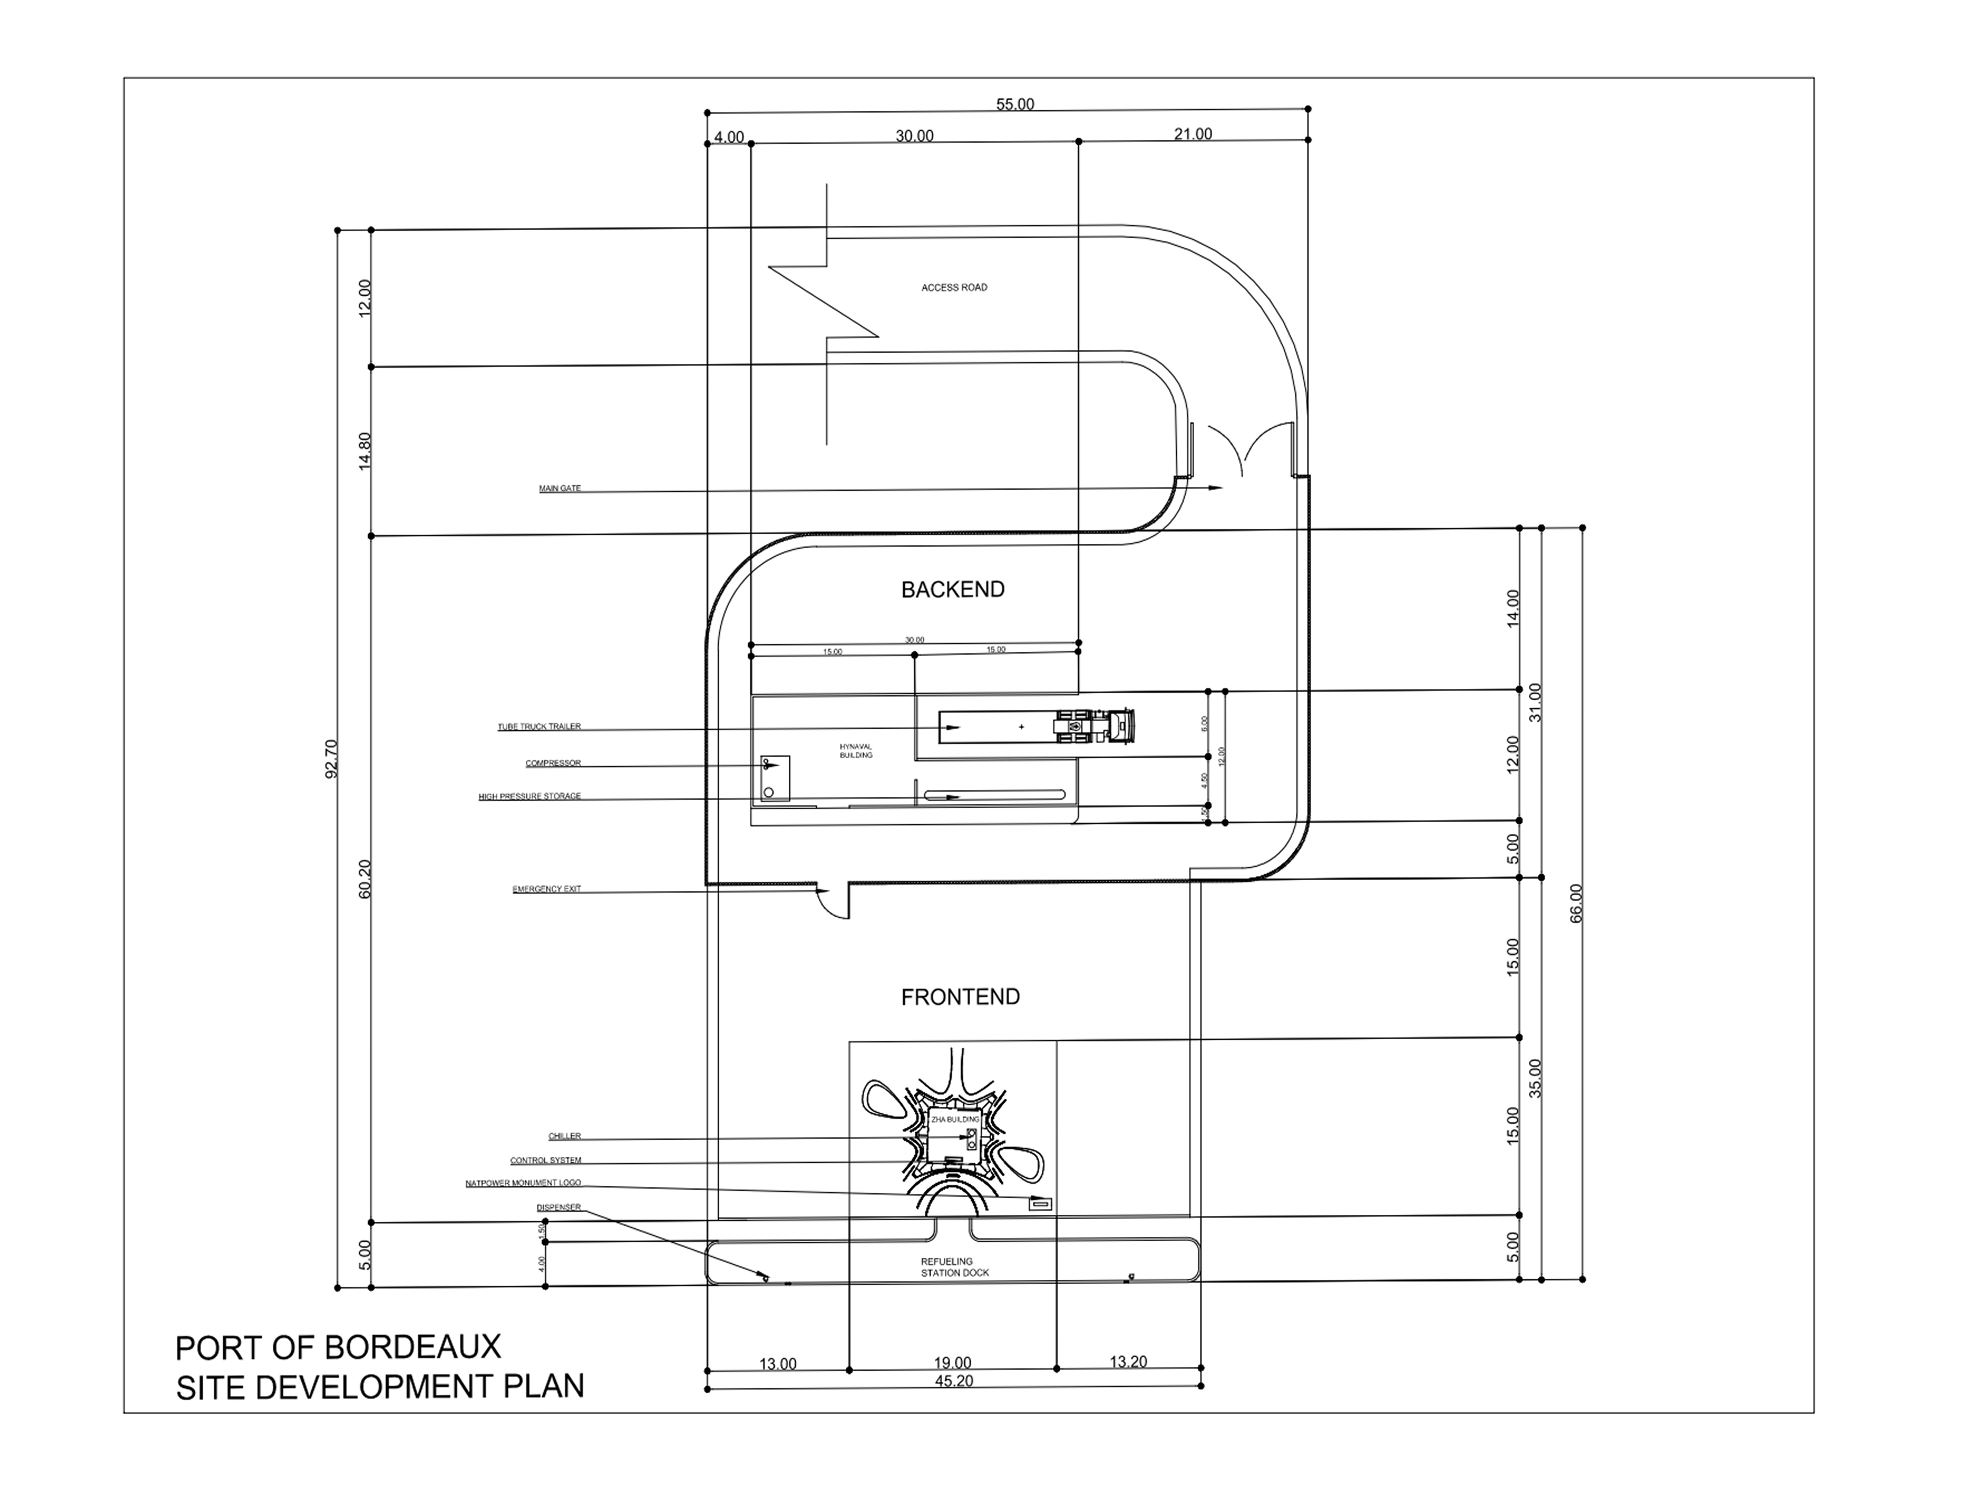 55.00
4.00
30.00
21.00
12.00
ACCESS ROAD
14.80
MAIN GATE
BACKEND
14.00
30.00
15.00
15.00
31.00
TUBE TRUCK TRAILER
6.00
HYNAVAL
BUILDING
12.00
12.00
92.70
COMPRESSOR
4.50
HIGH PRESSURE STORAGE
1.50
5.00
60.20
EMERGENCY EXIT
66.00
15.00
FRONTEND
35.00
ZHA BUILDING
15.00
CHILLER
CONTROL SYSTEM
NATPOWER MONUMENT LOGO
DISPENSER
1.50
5.00
4.00
REFUELING
STATION DOCK
5.00
PORT OF BORDEAUX
SITE DEVELOPMENT PLAN
13.00
19.00
13.20
45.20